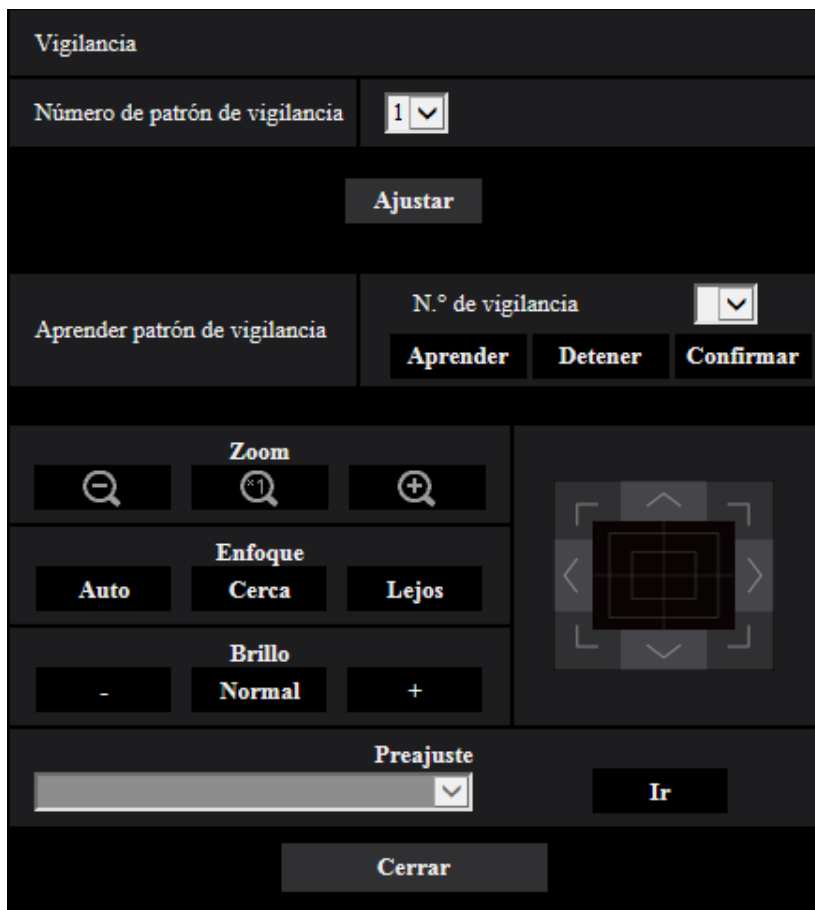 Vigilancia
Número de patrón de vigilancia
1
Ajustar
N.° de vigilancia
Aprender patrón de vigilancia
Aprender Detener Confirmar
Zoom
×1
Enfoque
Auto Cerca Lejos
Brillo
- Normal +
Preajuste
Ir
Cerrar